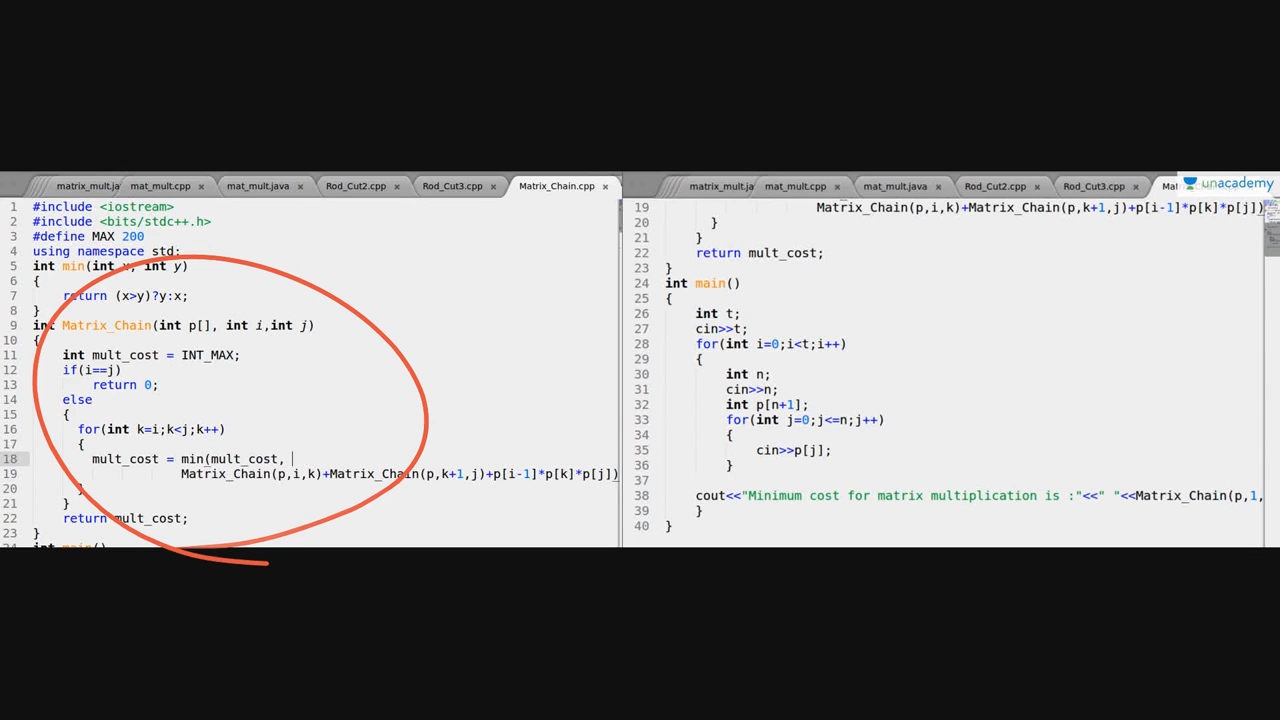 matrix_mult.ja mat_mult.cpp mat_mult.java Rod_Cut2.cpp Rod_Cut3.cpp Matrix_Chain.cpp
1 #include <iostream>
2 #include <bits/stdc++.h>
3 #define MAX 200
4 using namespace std;
5 int min(int x, int y)
6 {
7 return (x>y)?y:x;
8 }
9 int Matrix_Chain(int p[], int i,int j)
10 {
11 int mult_cost = INT_MAX;
12 if(i==j)
13 return 0;
14 else
15 {
16 for(int k=i;k<j;k++)
17 {
18 mult_cost = min(mult_cost,
19 Matrix_Chain(p,i,k)+Matrix_Chain(p,k+1,j)+p[i-1]*p[k]*p[j])
20 }
21 }
22 return mult_cost;
23 }
24 int main()
matrix_mult.ja mat_mult.cpp mat_mult.java Rod_Cut2.cpp Rod_Cut3.cpp
unacademy
19 Matrix_Chain(p,i,k)+Matrix_Chain(p,k+1,j)+p[i-1]*p[k]*p[j])
20 }
21 }
22 return mult_cost;
23 }
24 int main()
25 {
26 int t;
27 cin>>t;
28 for(int i=0;i<t;i++)
29 {
30 int n;
31 cin>>n;
32 int p[n+1];
33 for(int j=0;j<=n;j++)
34 {
35 cin>>p[j];
36 }
37
38 cout<<"Minimum cost for matrix multiplication is :"<<" "<<Matrix_Chain(p,1,
39 }
40 }